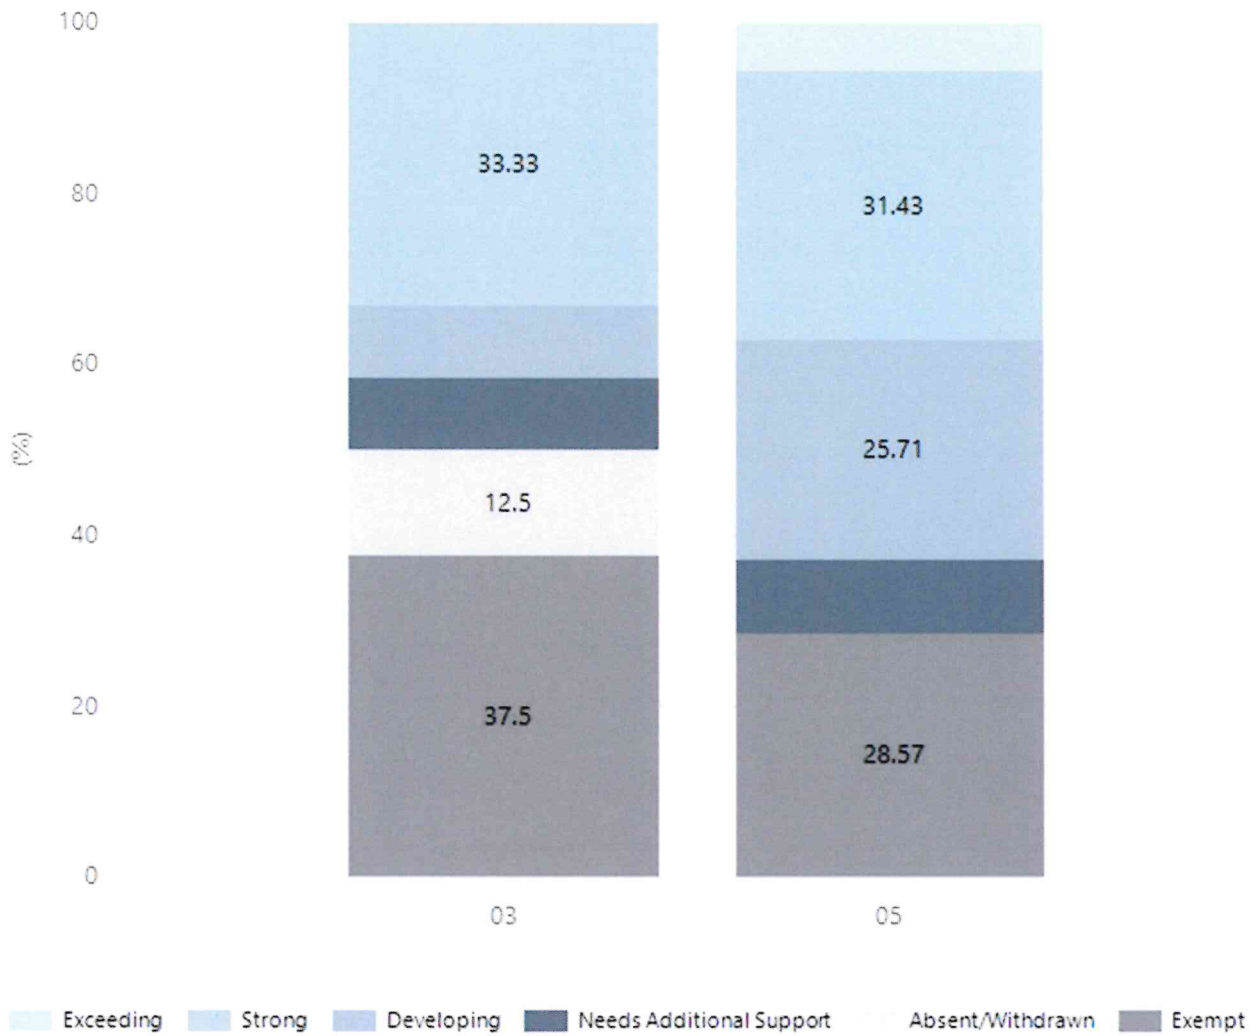 100
80
60
40
20
0
(%)
33.33
12.5
37.5
31.43
25.71
28.57
03
05
Exceeding
Strong
Developing
Needs Additional Support
Absent/Withdrawn
Exempt